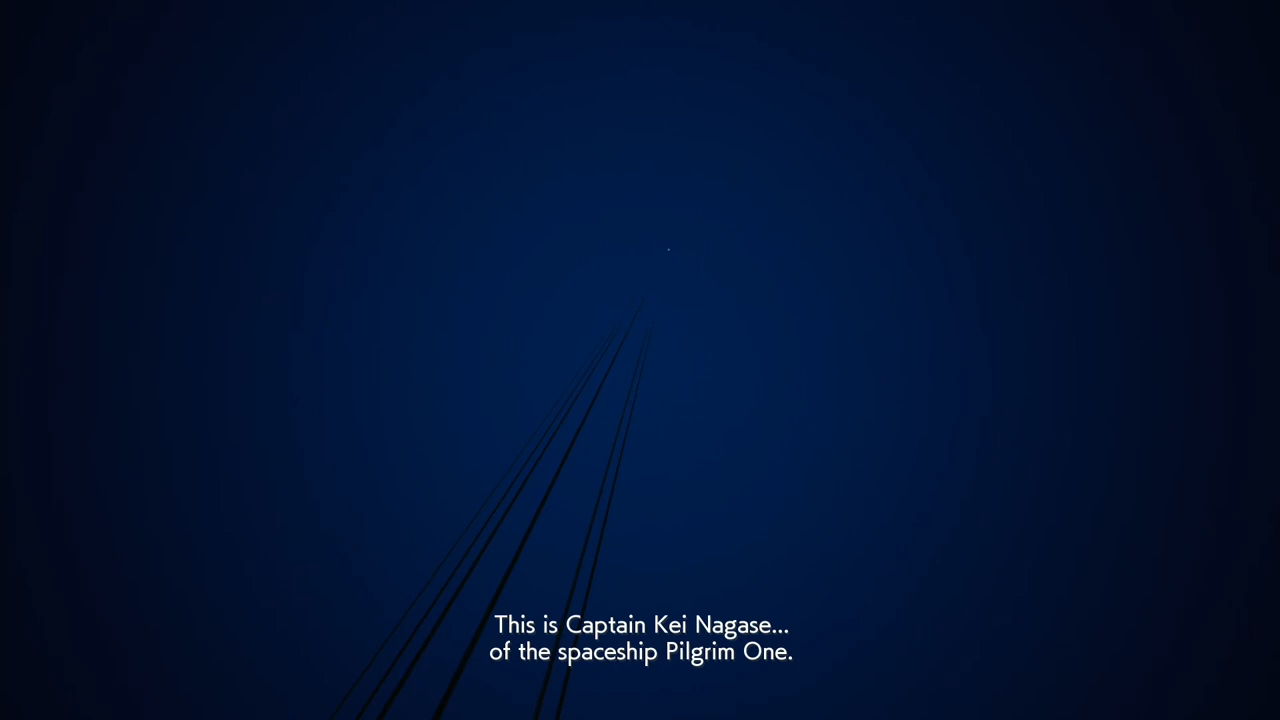 This is Captain Kei Nagase...
of the spaceship Pilgrim One.